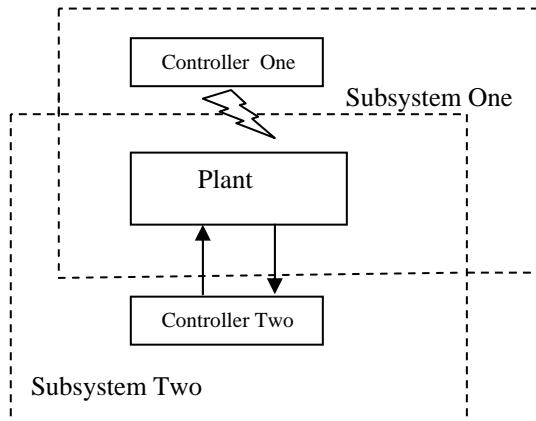 Controller One
Subsystem One
Plant
Controller Two
Subsystem Two